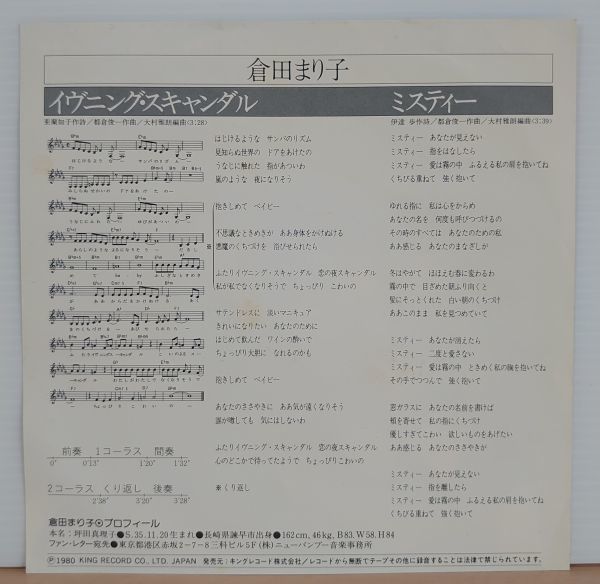 倉田まり子
イヴニング・スキャンダル
亜蘭知子作詩/都倉俊一作曲/大村雅朗編曲(3:28)
はじけるような サンバのリズム
見知らぬ世界の ドアをあけたの
うなじに触れた 指があついわ
嵐のような 夜になりそう
抱きしめて ベイビー
不思議なときめきが ああ身体をかけぬける
悪魔のくちづけを 浴びせられたら
※
ふたりイヴニング・スキャンダル 恋の夜スキャンダル
私が私でなくなりそうで ちょっぴり こわいの
サテンドレスに 淡いマニキュア
きれいになりたい あなたのために
はじめて飲んだ ワインの酔いで
ちょっぴり大胆に なれるのかも
抱きしめて ベイビー
あなたのささやきに ああ気が遠くなりそう
誰が噂しても 気にはしないわ
ふたりイヴニング・スキャンダル 恋の夜スキャンダル
心のどこかで待ってたようで ちょっぴりこわいの
※くり返し
前奏 1コーラス 間奏
0" 0'13" 1'20" 1'32"
2コーラス くり返し 後奏
2'38" 3'20" 3'28"
ミスティー
伊達 歩作詩/都倉俊一作曲/大村雅朗編曲(3:39)
ミスティー あなたが見えない
ミスティー 指をはなしたら
ミスティー 愛は霧の中 ふるえる私の肩を抱いてね
くちびる重ねて 強く抱いて
ゆれる指に 私は心をからめ
あなたの名を 何度も呼びつづけるの
その時のすべては あなたのための私
ああ感じる あなたのまなざしが
冬はやがて ほほえむ春に変わるわ
霧の中で 目ざめた朝ふり向くと
髪にそっとくれた 白い朝のくちづけ
ああこのまま 私を見つめていて
ミスティー あなたが消えたら
ミスティー 二度と愛さない
ミスティー 愛は霧の中 ときめく私の胸を抱いてね
その手でつつんで 強く抱いて
窓ガラスに あなたの名前を書けば
頬を寄せて 私の指にくちづけ
優しすぎてこわい 欲しいものをあげたい
ああ感じる あなたのささやきが
ミスティー あなたが見えない
ミスティー 指を離したら
ミスティー 愛は霧の中 ふるえる私の肩を抱いてね
くちびる重ねて 強く抱いて
倉田まり子●プロフィール
本名:坪田真理子●S.35.11.20生まれ●長崎県諫早市出身●162cm, 46kg, B83.W58.H84
ファン・レター宛先●東京都港区赤坂2-7-8三科ビル5F(株)ニューバンブー音楽事務所
Ⓟ1980 KING RECORD CO., LTD. JAPAN 発売元:キングレコード株式会社/レコードから無断でテープその他に録音することは法律で禁じられています。